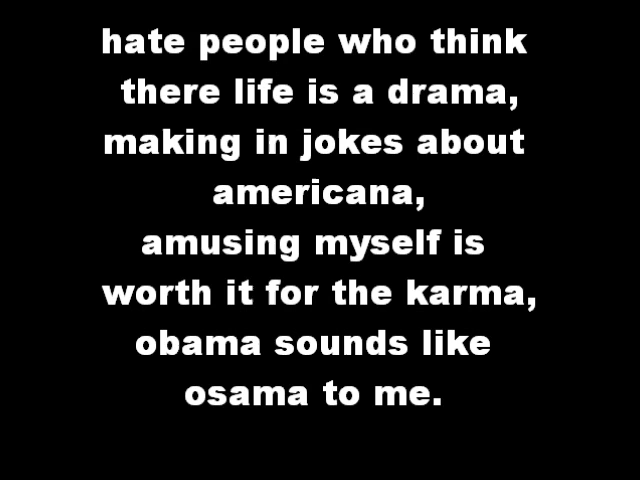 hate people who think
there life is a drama,
making in jokes about
americana,
amusing myself is
worth it for the karma,
obama sounds like
osama to me.